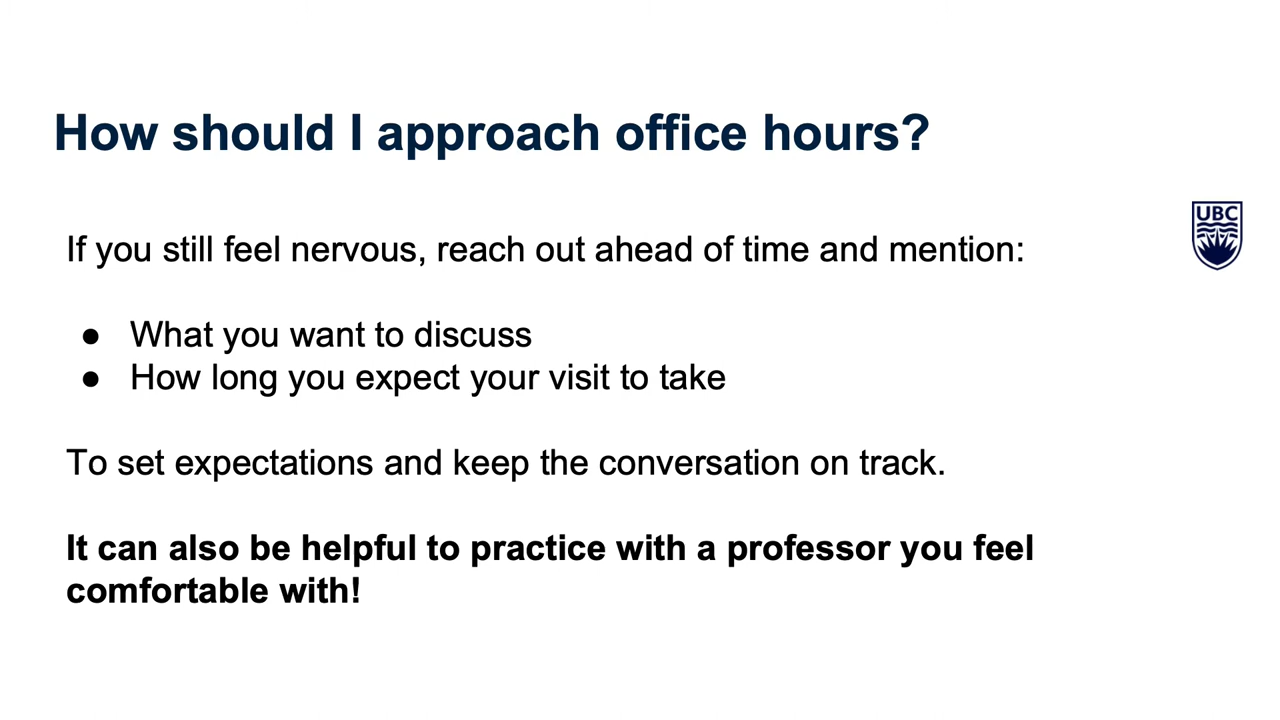 How should I approach office hours?
UBC
If you still feel nervous, reach out ahead of time and mention:
● What you want to discuss
● How long you expect your visit to take
To set expectations and keep the conversation on track.
It can also be helpful to practice with a professor you feel
comfortable with!